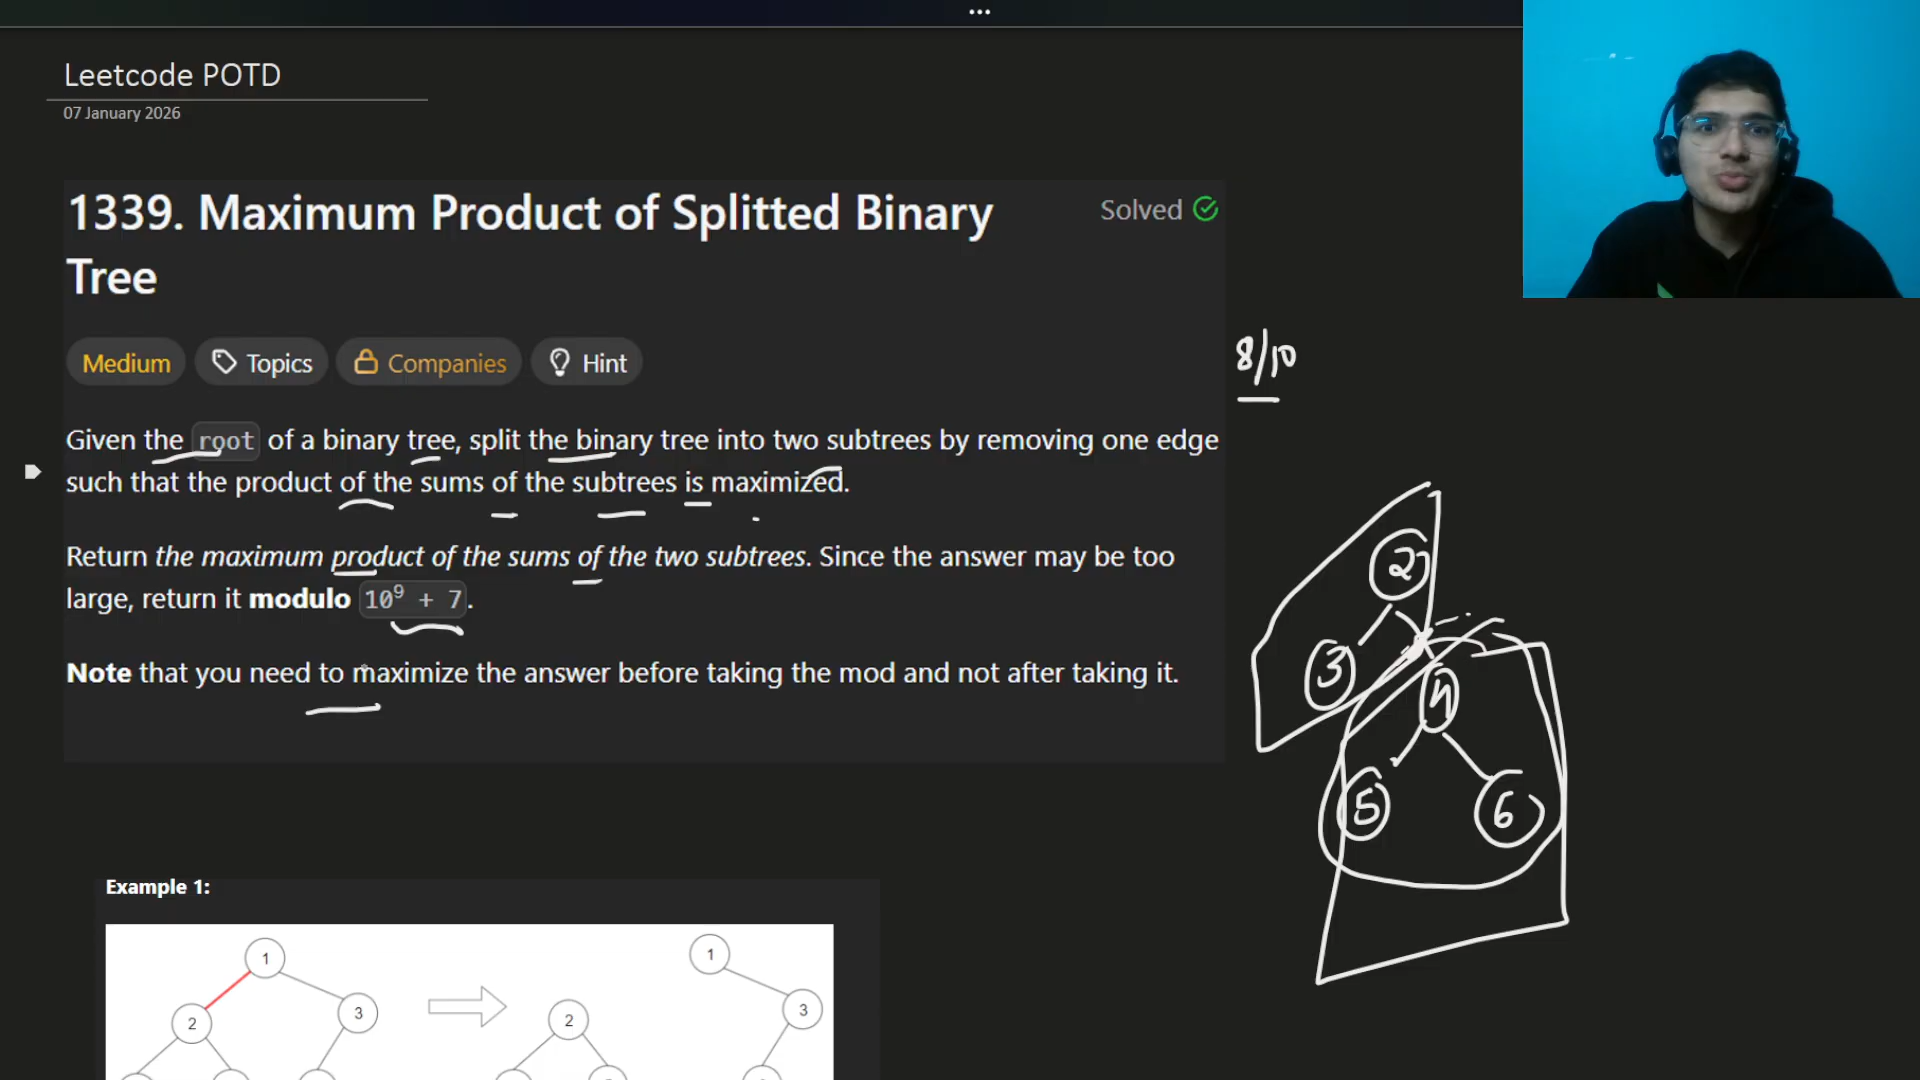 Leetcode POTD
07 January 2026
1339. Maximum Product of Splitted Binary
Tree
Solved
Medium
Topics
Companies
Hint
8/10
Given the root of a binary tree, split the binary tree into two subtrees by removing one edge
such that the product of the sums of the subtrees is maximized.
Return the maximum product of the sums of the two subtrees. Since the answer may be too
large, return it modulo 10⁹ + 7.
Note that you need to maximize the answer before taking the mod and not after taking it.
2
3
4
5
6
Example 1:
1
2
3
2
1
3